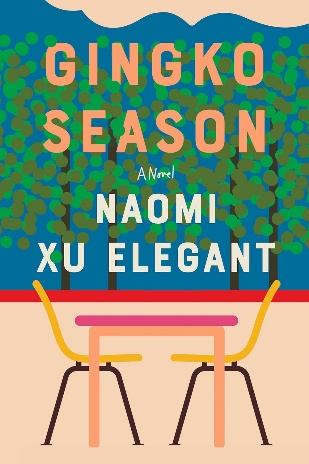 GINGKO
SEASON
A Novel
NAOMI
XU ELEGANT